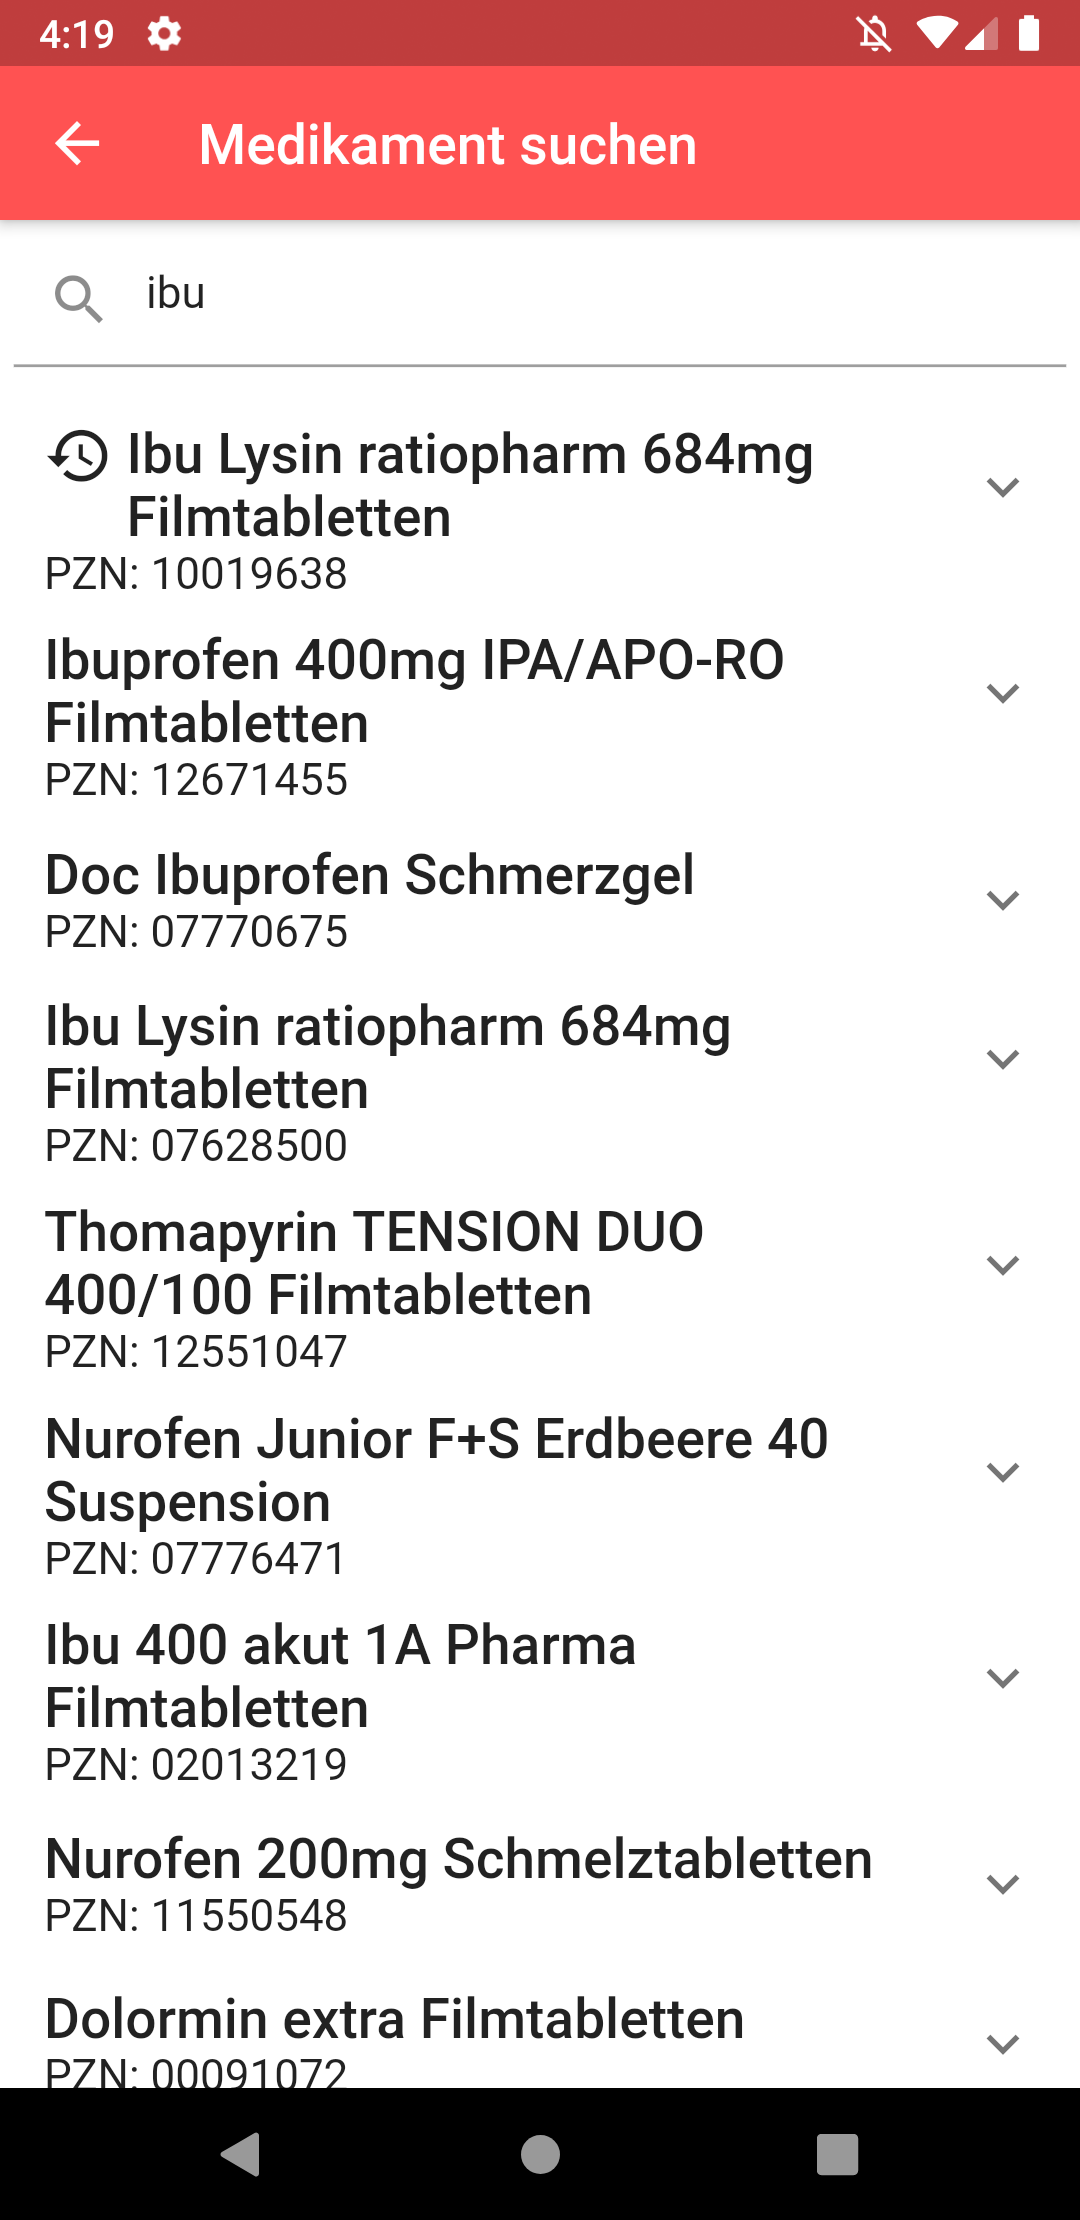 4:19
Medikament suchen
ibu
Ibu Lysin ratiopharm 684mg
Filmtabletten
PZN: 10019638
Ibuprofen 400mg IPA/APO-RO
Filmtabletten
PZN: 12671455
Doc Ibuprofen Schmerzgel
PZN: 07770675
Ibu Lysin ratiopharm 684mg
Filmtabletten
PZN: 07628500
Thomapyrin TENSION DUO
400/100 Filmtabletten
PZN: 12551047
Nurofen Junior F+S Erdbeere 40
Suspension
PZN: 07776471
Ibu 400 akut 1A Pharma
Filmtabletten
PZN: 02013219
Nurofen 200mg Schmelztabletten
PZN: 11550548
Dolormin extra Filmtabletten
PZN: 00091072